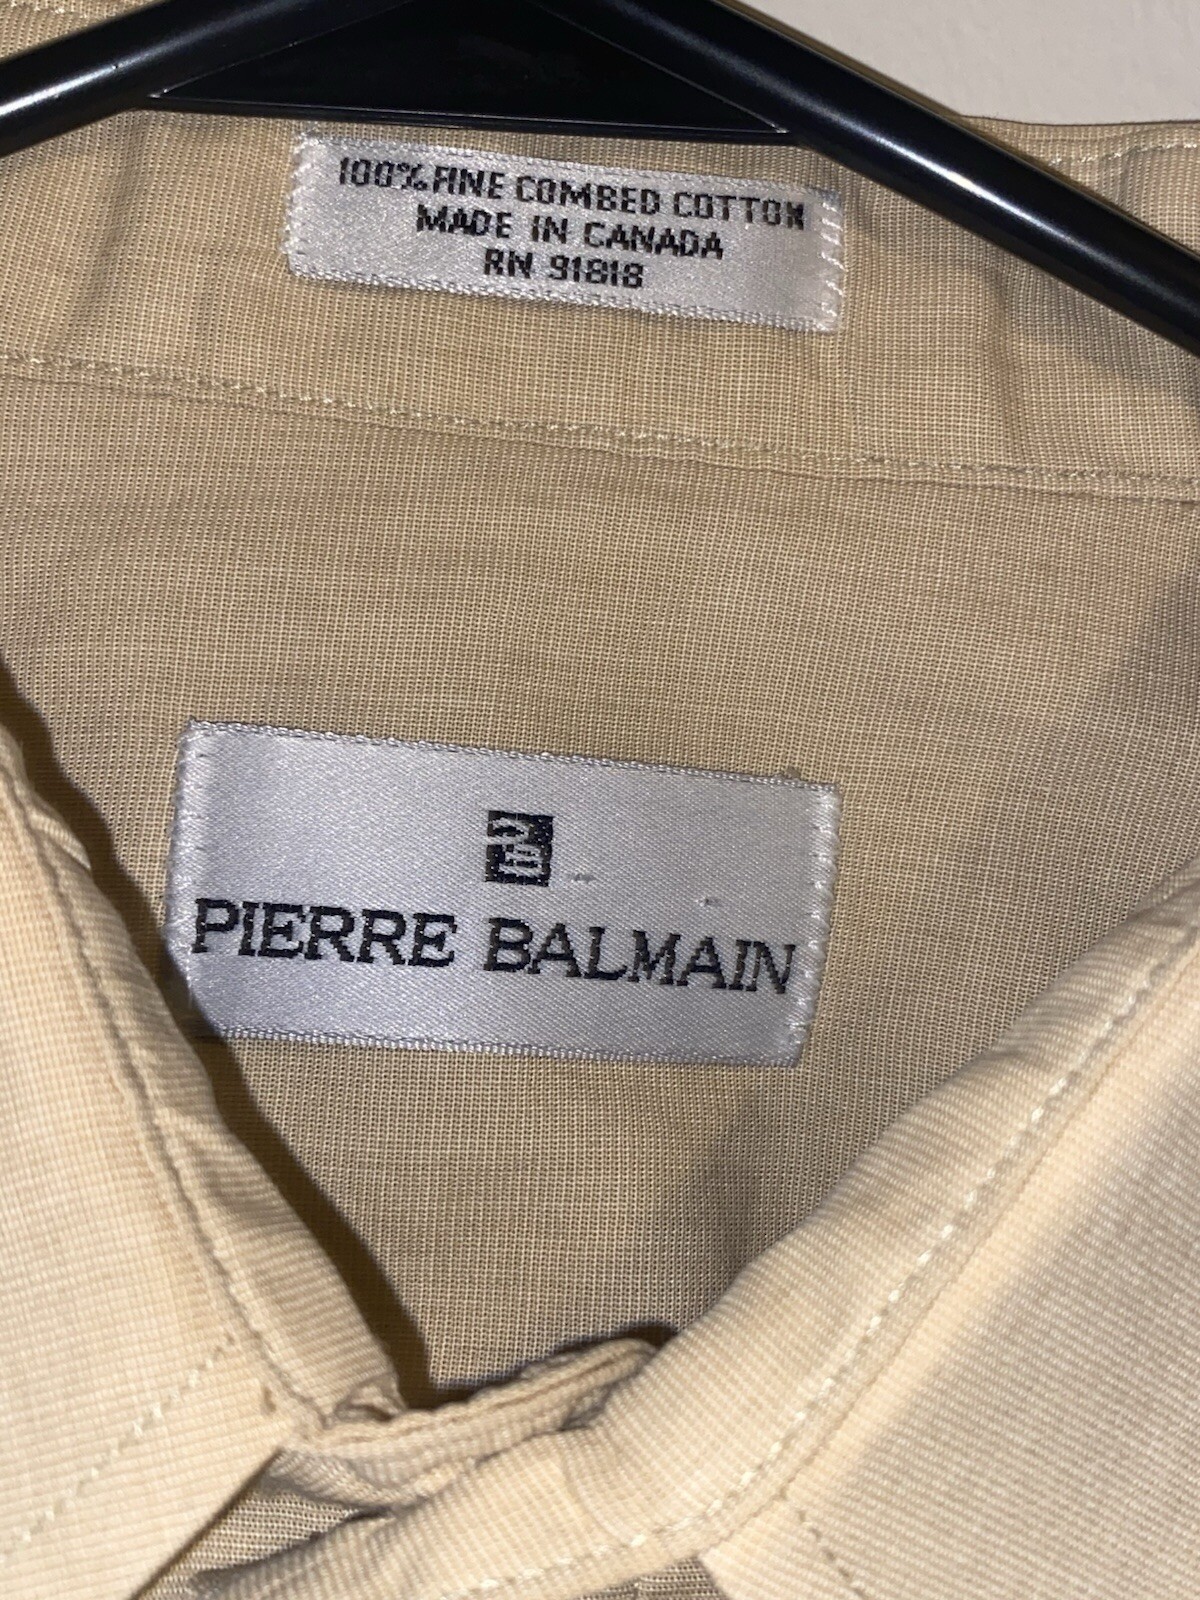 100% FINE COMBED COTTON
MADE IN CANADA
RN 91818
PIERRE BALMAIN